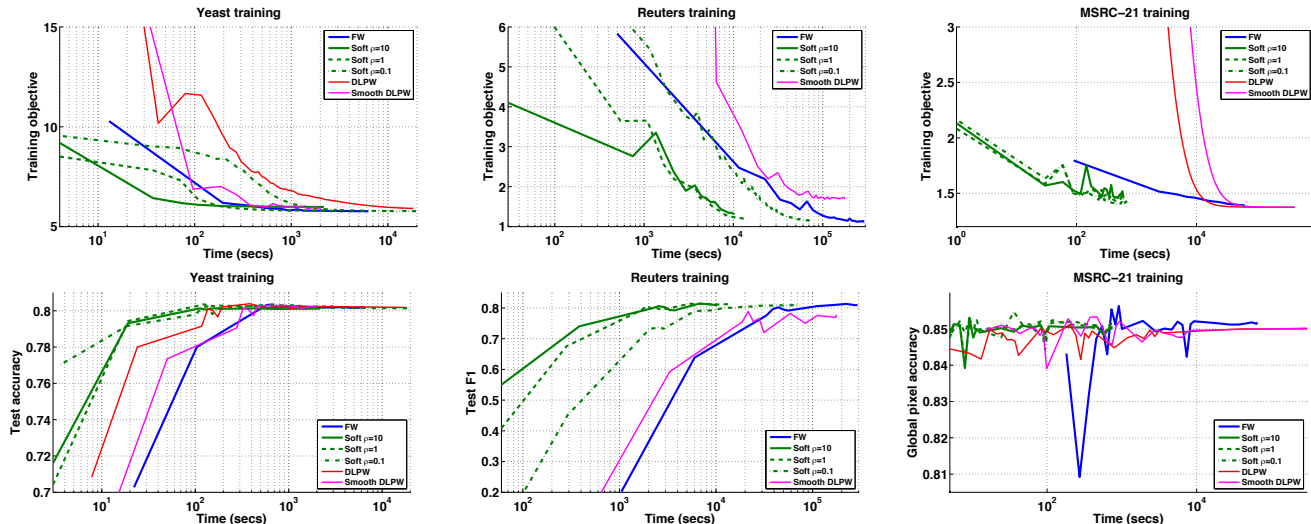 Yeast training
15
10
5
Training objective
10¹
10²
10³
10⁴
Time (secs)
FW
Soft ρ=10
Soft ρ=1
Soft ρ=0.1
DLPW
Smooth DLPW
Reuters training
6
5
4
3
2
1
Training objective
10²
10³
10⁴
10⁵
Time (secs)
FW
Soft ρ=10
Soft ρ=1
Soft ρ=0.1
DLPW
Smooth DLPW
MSRC−21 training
3
2.5
2
1.5
Training objective
10⁰
10²
10⁴
Time (secs)
FW
Soft ρ=10
Soft ρ=1
Soft ρ=0.1
DLPW
Smooth DLPW
Yeast training
0.8
0.78
0.76
0.74
0.72
0.7
Test accuracy
10¹
10²
10³
10⁴
Time (secs)
FW
Soft ρ=10
Soft ρ=1
Soft ρ=0.1
DLPW
Smooth DLPW
Reuters training
0.8
0.7
0.6
0.5
0.4
0.3
0.2
Test F1
10²
10³
10⁴
10⁵
Time (secs)
FW
Soft ρ=10
Soft ρ=1
Soft ρ=0.1
DLPW
Smooth DLPW
MSRC−21 training
0.85
0.84
0.83
0.82
0.81
Global pixel accuracy
10²
10⁴
Time (secs)
FW
Soft ρ=10
Soft ρ=1
Soft ρ=0.1
DLPW
Smooth DLPW